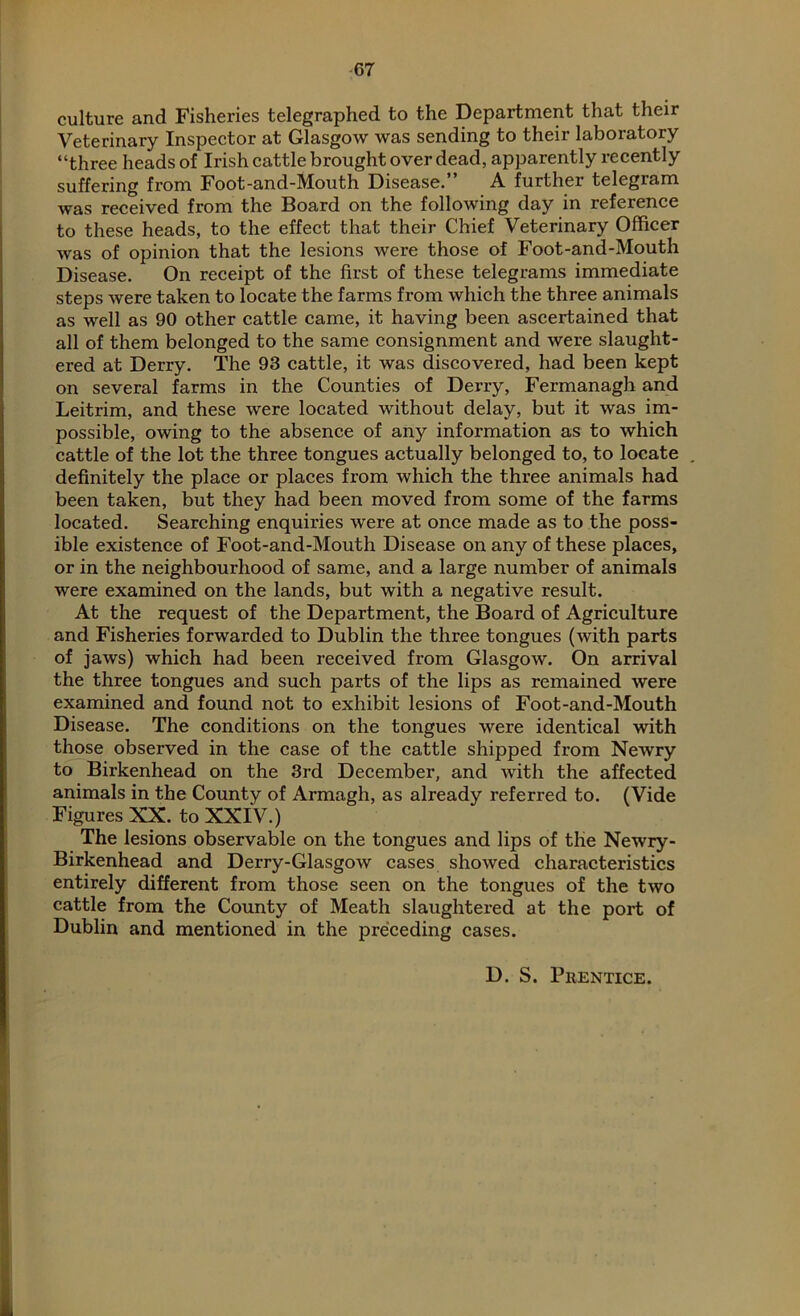 67
culture and Fisheries telegraphed to the Department that their
Veterinary Inspector at Glasgow was sending to their laboratory
“three heads of Irish cattle brought over dead, apparently recently
suffering from Foot-and-Mouth Disease.” A further telegram
was received from the Board on the following day in reference
to these heads, to the effect that their Chief Veterinary Officer
was of opinion that the lesions were those of Foot-and-Mouth
Disease. On receipt of the first of these telegrams immediate
steps were taken to locate the farms from which the three animals
as well as 90 other cattle came, it having been ascertained that
all of them belonged to the same consignment and were slaught-
ered at Derry. The 93 cattle, it was discovered, had been kept
on several farms in the Counties of Derry, Fermanagh and
Leitrim, and these were located without delay, but it was im-
possible, owing to the absence of any information as to which
cattle of the lot the three tongues actually belonged to, to locate
definitely the place or places from which the three animals had
been taken, but they had been moved from some of the farms
located. Searching enquiries were at once made as to the poss-
ible existence of Foot-and-Mouth Disease on any of these places,
or in the neighbourhood of same, and a large number of animals
were examined on the lands, but with a negative result.
At the request of the Department, the Board of Agriculture
and Fisheries forwarded to Dublin the three tongues (with parts
of jaws) which had been received from Glasgow. On arrival
the three tongues and such parts of the lips as remained were
examined and found not to exhibit lesions of Foot-and-Mouth
Disease. The conditions on the tongues were identical with
those observed in the case of the cattle shipped from Newry
to Birkenhead on the 3rd December, and with the affected
animals in the County of Armagh, as already referred to. (Vide
Figures XX. to XXIV.)
The lesions observable on the tongues and lips of the Newry-
Birkenhead and Derry-Glasgow cases showed characteristics
entirely different from those seen on the tongues of the two
cattle from the County of Meath slaughtered at the port of
Dublin and mentioned in the preceding cases.
D. S. Prentice.